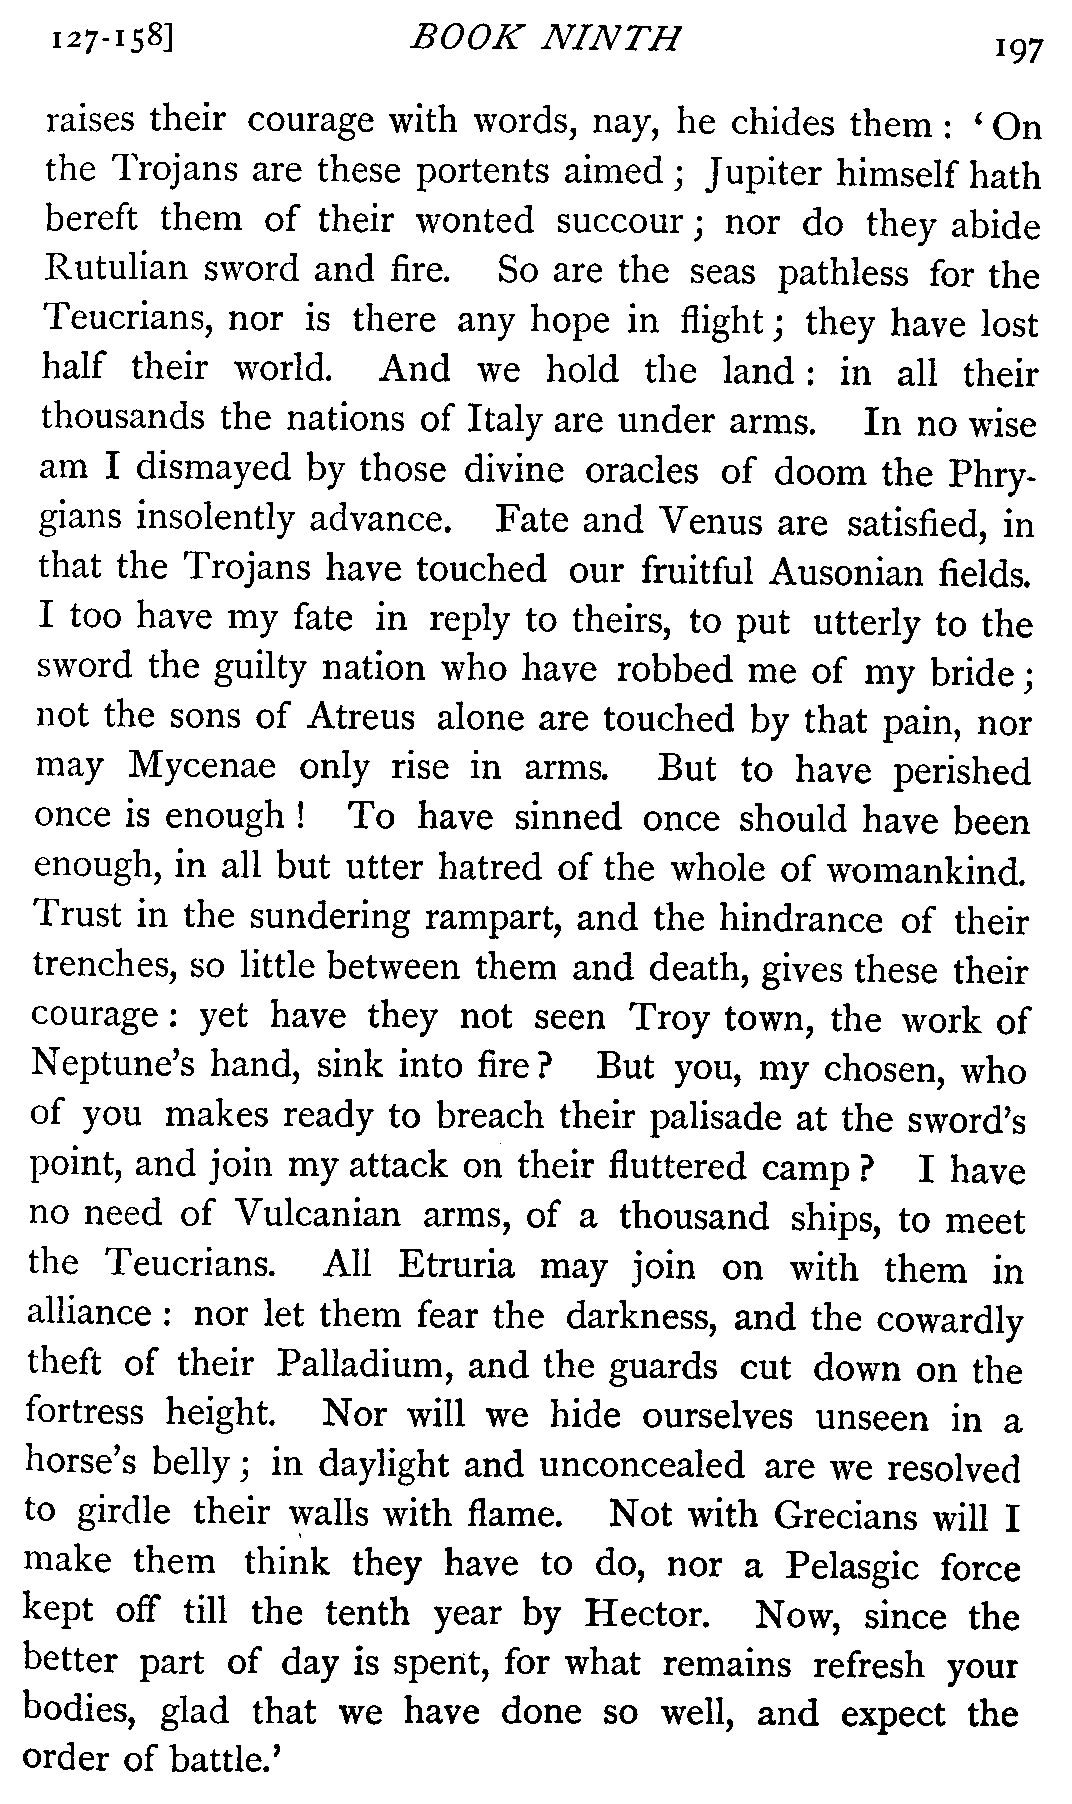 127-158] BOOK NINTH 197
raises their courage with words, nay, he chides them : ‘ On
the Trojans are these portents aimed ; Jupiter himself hath
bereft them of their wonted succour ; nor do they abide
Rutulian sword and fire. So are the seas pathless for the
Teucrians, nor is there any hope in flight ; they have lost
half their world. And we hold the land : in all their
thousands the nations of Italy are under arms. In no wise
am I dismayed by those divine oracles of doom the Phry-
gians insolently advance. Fate and Venus are satisfied, in
that the Trojans have touched our fruitful Ausonian fields.
I too have my fate in reply to theirs, to put utterly to the
sword the guilty nation who have robbed me of my bride ;
not the sons of Atreus alone are touched by that pain, nor
may Mycenae only rise in arms. But to have perished
once is enough ! To have sinned once should have been
enough, in all but utter hatred of the whole of womankind.
Trust in the sundering rampart, and the hindrance of their
trenches, so little between them and death, gives these their
courage : yet have they not seen Troy town, the work of
Neptune’s hand, sink into fire ? But you, my chosen, who
of you makes ready to breach their palisade at the sword’s
point, and join my attack on their fluttered camp ? I have
no need of Vulcanian arms, of a thousand ships, to meet
the Teucrians. All Etruria may join on with them in
alliance : nor let them fear the darkness, and the cowardly
theft of their Palladium, and the guards cut down on the
fortress height. Nor will we hide ourselves unseen in a
horse’s belly ; in daylight and unconcealed are we resolved
to girdle their walls with flame. Not with Grecians will I
make them think they have to do, nor a Pelasgic force
kept off till the tenth year by Hector. Now, since the
better part of day is spent, for what remains refresh your
bodies, glad that we have done so well, and expect the
order of battle.’